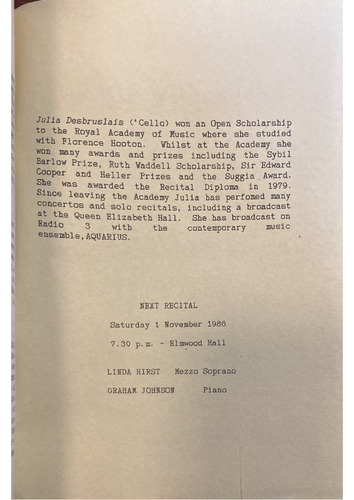 Julia Desbruslais ('Cello) won an Open Scholarship
to the Royal Academy of Music where she studied
with Florence Hooton. Whilst at the Academy she
won many awards and prizes including the Sybil
Barlow Prize, Ruth Waddell Scholarship, Sir Edward
Cooper and Heller Prizes and the Suggia Award.
She was awarded the Recital Diploma in 1979.
Since leaving the Academy Julia has perfomed many
concertos and solo recitals, including a broadcast
at the Queen Elizabeth Hall. She has broadcast on
Radio 3 with the contemporary music
ensemble, AQUARIUS.
NEXT RECITAL
Saturday 1 November 1986
7.30 p.m. - Elmwood Hall
LINDA HIRST Mezzo Soprano
GRAHAM JOHNSON Piano